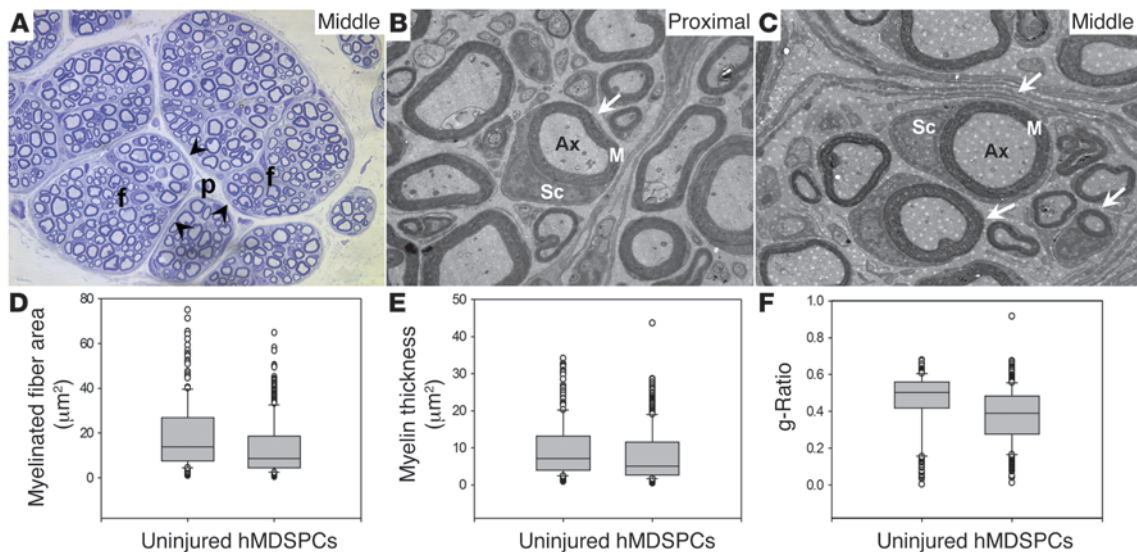 A
Middle
f
p
f
B
Proximal
Ax
M
Sc
C
Middle
Sc
M
Ax
D
Myelinated fiber area
(μm²)
80
60
40
20
0
Uninjured hMDSPCs
E
Myelin thickness
(μm²)
50
40
30
20
10
0
Uninjured hMDSPCs
F
g-Ratio
1.0
0.8
0.6
0.4
0.2
0.0
Uninjured hMDSPCs